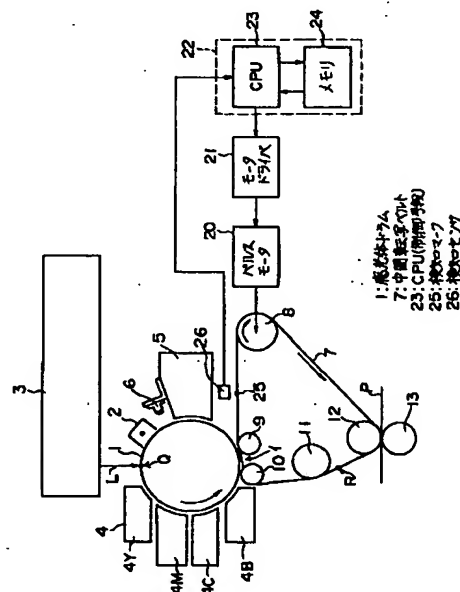 3
L
4
4Y
4M
4C
4B
1
2
Q
6
5
26
25
9
10
11
R
12
13
P
7
8
20
パルス
モータ
21
モータ
ドライバ
22
23
CPU
24
メモリ
1:感光体ドラム
7:中間転写ベルト
23:CPU(制御手段)
25:検知マーク
26:検知センサ